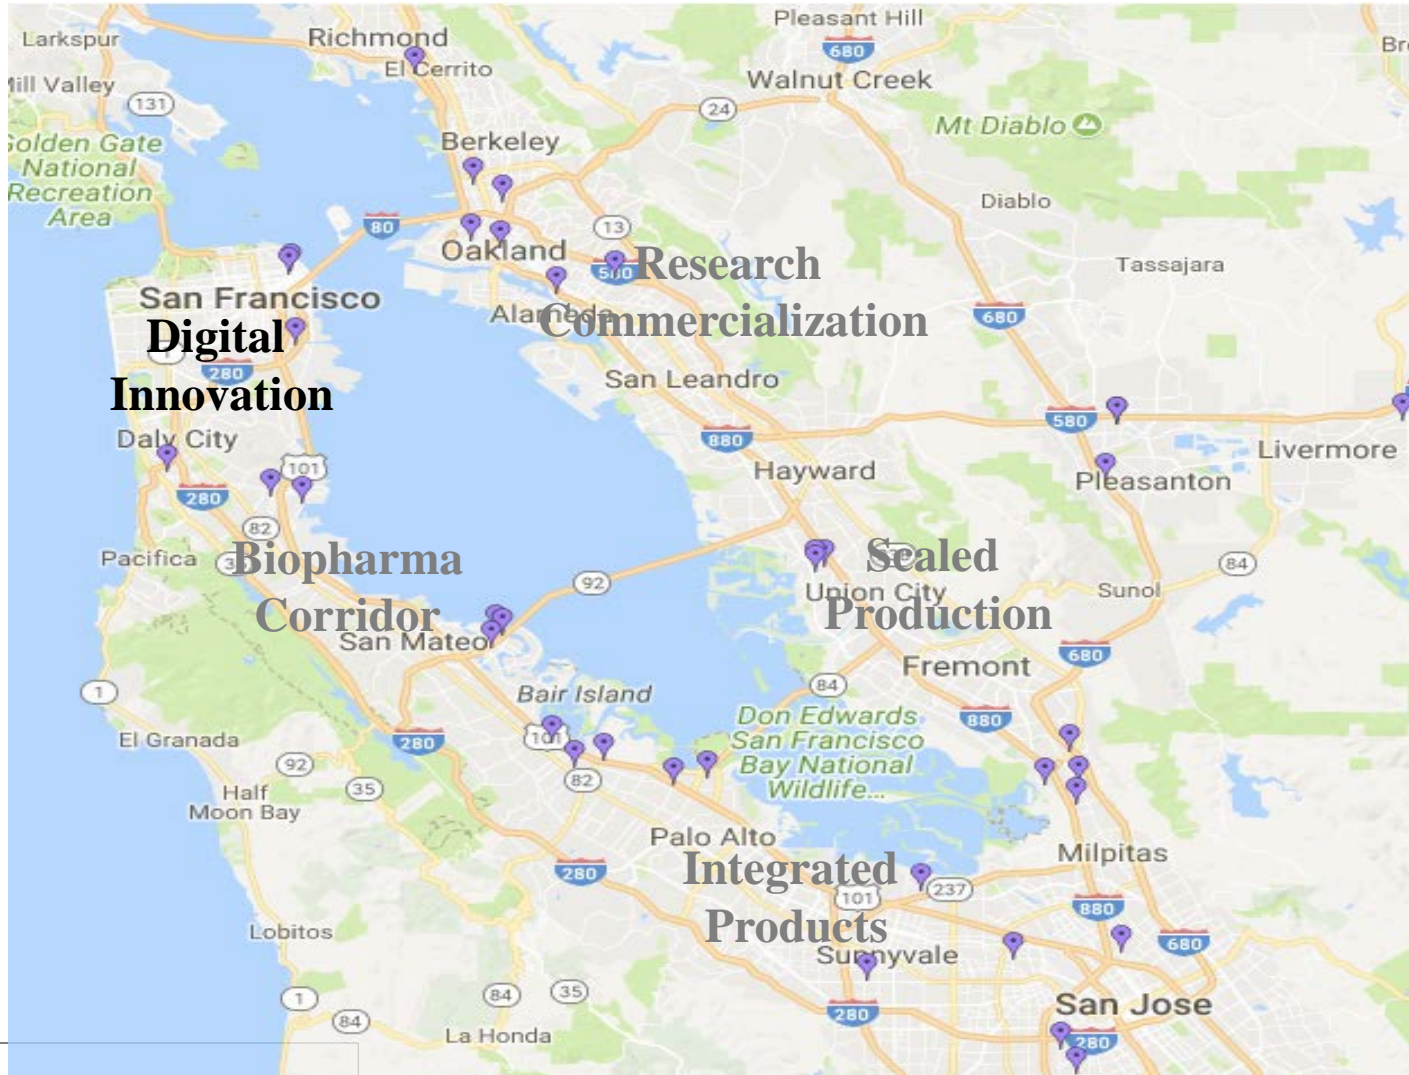 Pleasant Hill
Larkspur
Richmond
680
El Cerrito
Mill Valley
Walnut Creek
131
24
Mt Diablo
Golden Gate
National
Recreation
Area
Berkeley
Diablo
80
13
Oakland
580
Research
Tassajara
San Francisco
Alameda
Commercialization
680
Digital
1
280
Innovation
San Leandro
580
Daly City
880
Livermore
101
Hayward
Pleasanton
280
82
Pacifica
Biopharma
Corridor
92
Scaled
Production
84
Union City
Sunol
San Mateo
680
Fremont
1
84
Bair Island
880
Don Edwards
San Francisco
Bay National
Wildlife...
El Granada
280
101
92
82
35
Half
Moon Bay
Palo Alto
Milpitas
280
Integrated
Products
101
237
880
Lobitos
680
Sunnyvale
1
84
35
San Jose
280
84
La Honda
280